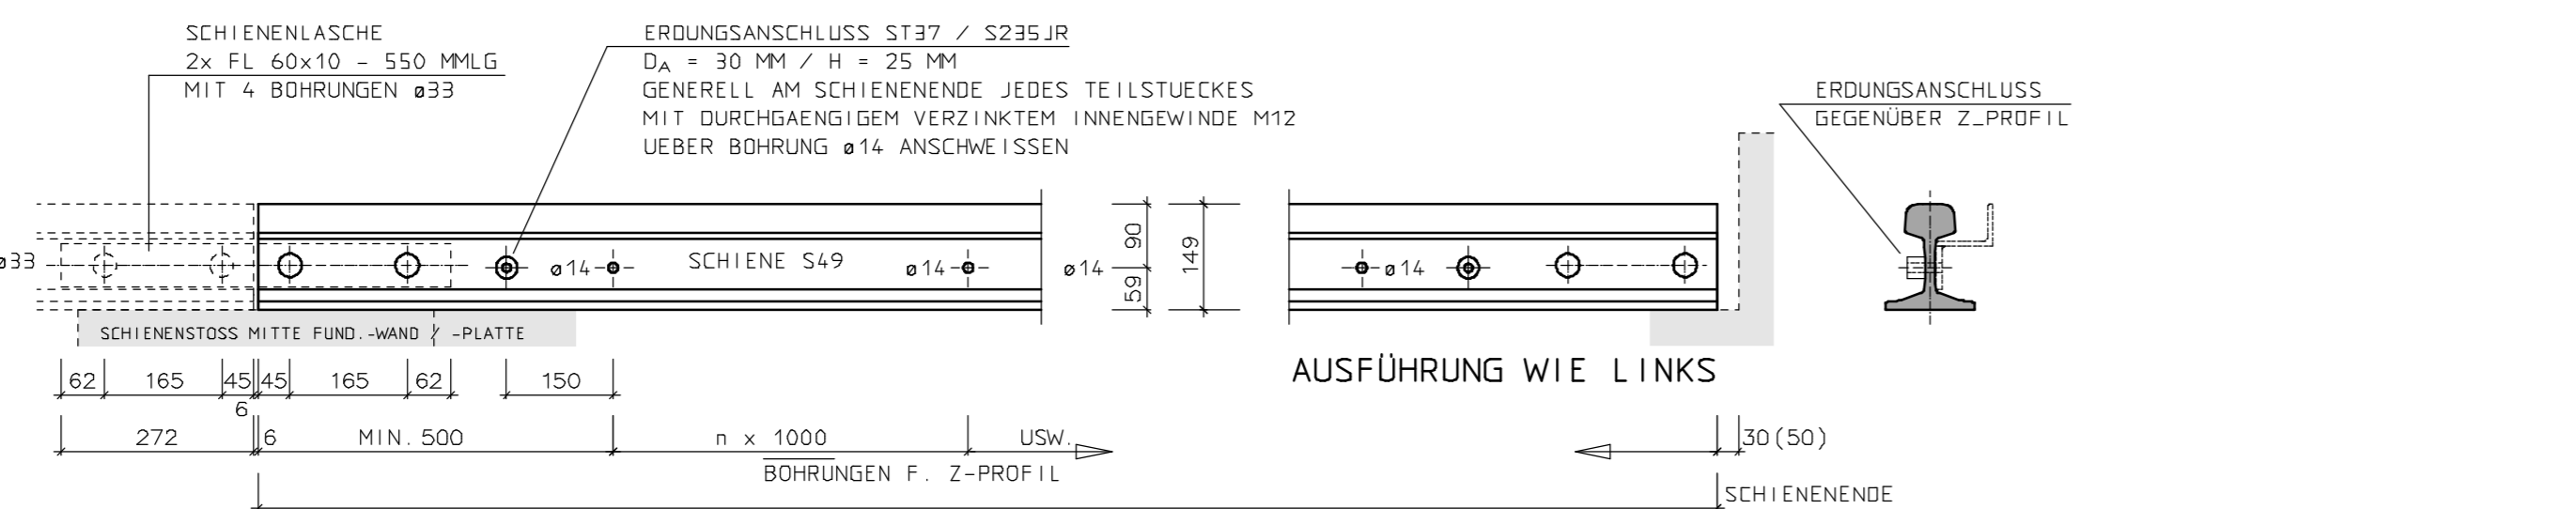 SCHIENENLASCHE
2x FL 60x10 - 550 MMLG
MIT 4 BOHRUNGEN ø33
ERDUNGSANSCHLUSS ST37 / S235JR
DA = 30 MM / H = 25 MM
GENERELL AM SCHIENENENDE JEDES TEILSTUECKES
MIT DURCHGAENGIGEM VERZINKTEM INNENGEWINDE M12
UEBER BOHRUNG ø14 ANSCHWEISSEN
ERDUNGSANSCHLUSS
GEGENÜBER Z_PROFIL
ø33
ø14
SCHIENE S49
ø14
ø14
90
59
149
ø14
SCHIENENSTOSS MITTE FUND.-WAND / -PLATTE
AUSFÜHRUNG WIE LINKS
62 165 45 45 165 62 150
6
272 6 MIN. 500 n x 1000 USW. 30(50)
BOHRUNGEN F. Z-PROFIL
SCHIENENENDE